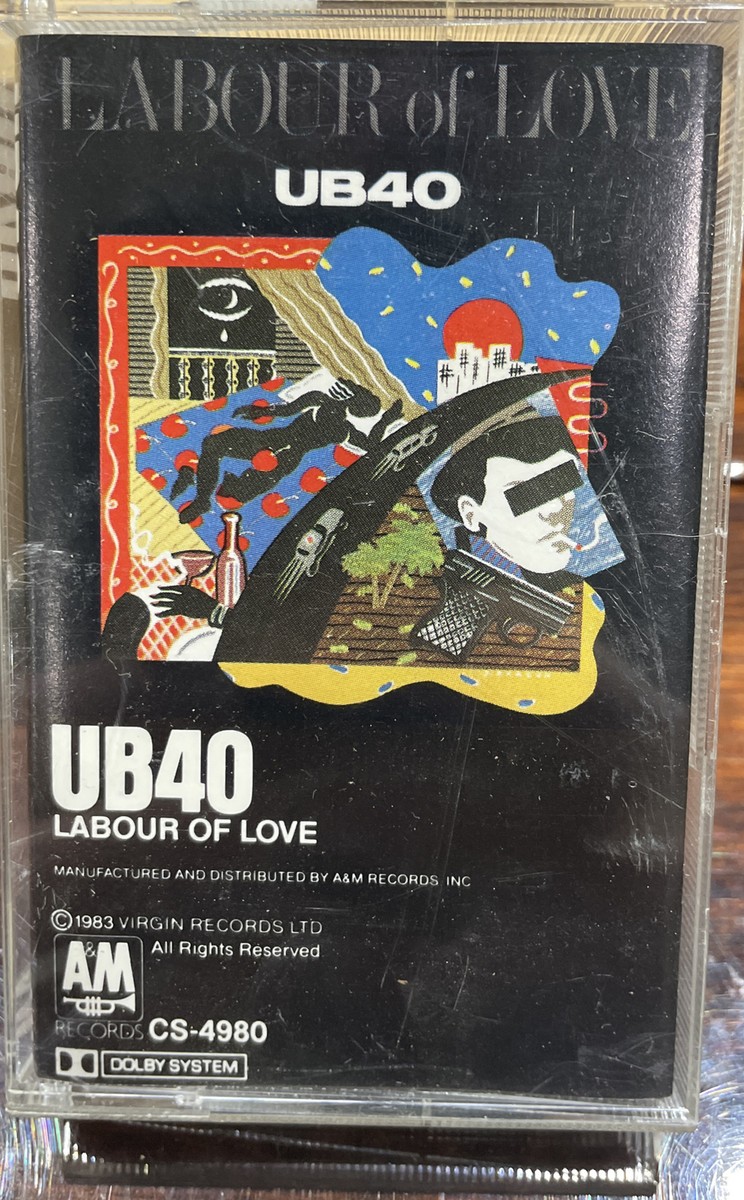 LABOUR of LOVE
UB40
UB40
LABOUR OF LOVE
MANUFACTURED AND DISTRIBUTED BY A&M RECORDS INC
©1983 VIRGIN RECORDS LTD
All Rights Reserved
A&M
RECORDS CS-4980
DOLBY SYSTEM